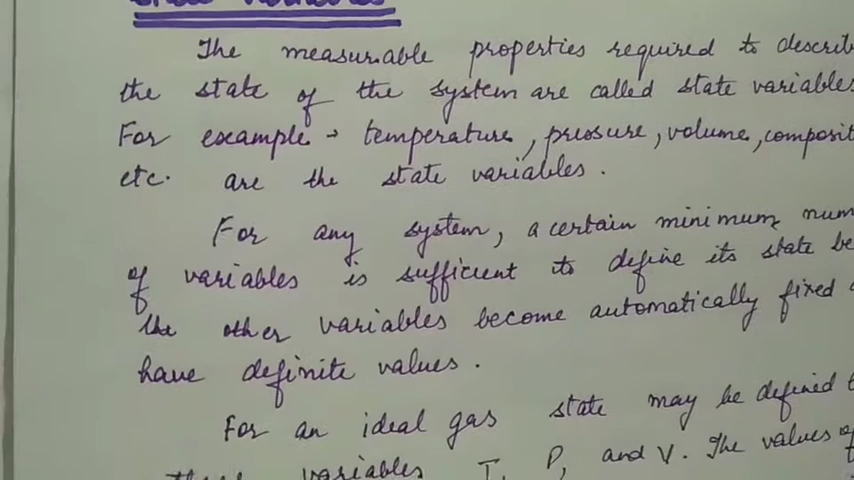 State Variables
The measurable properties required to describ
the state of the system are called state variables
For example → temperature, pressure, volume, composit
etc. are the state variables.
For any system, a certain minimum num
of variables is sufficient to define its state be
the other variables become automatically fixed
have definite values.
For an ideal gas state may be defined
variables T, P, and V. The values of